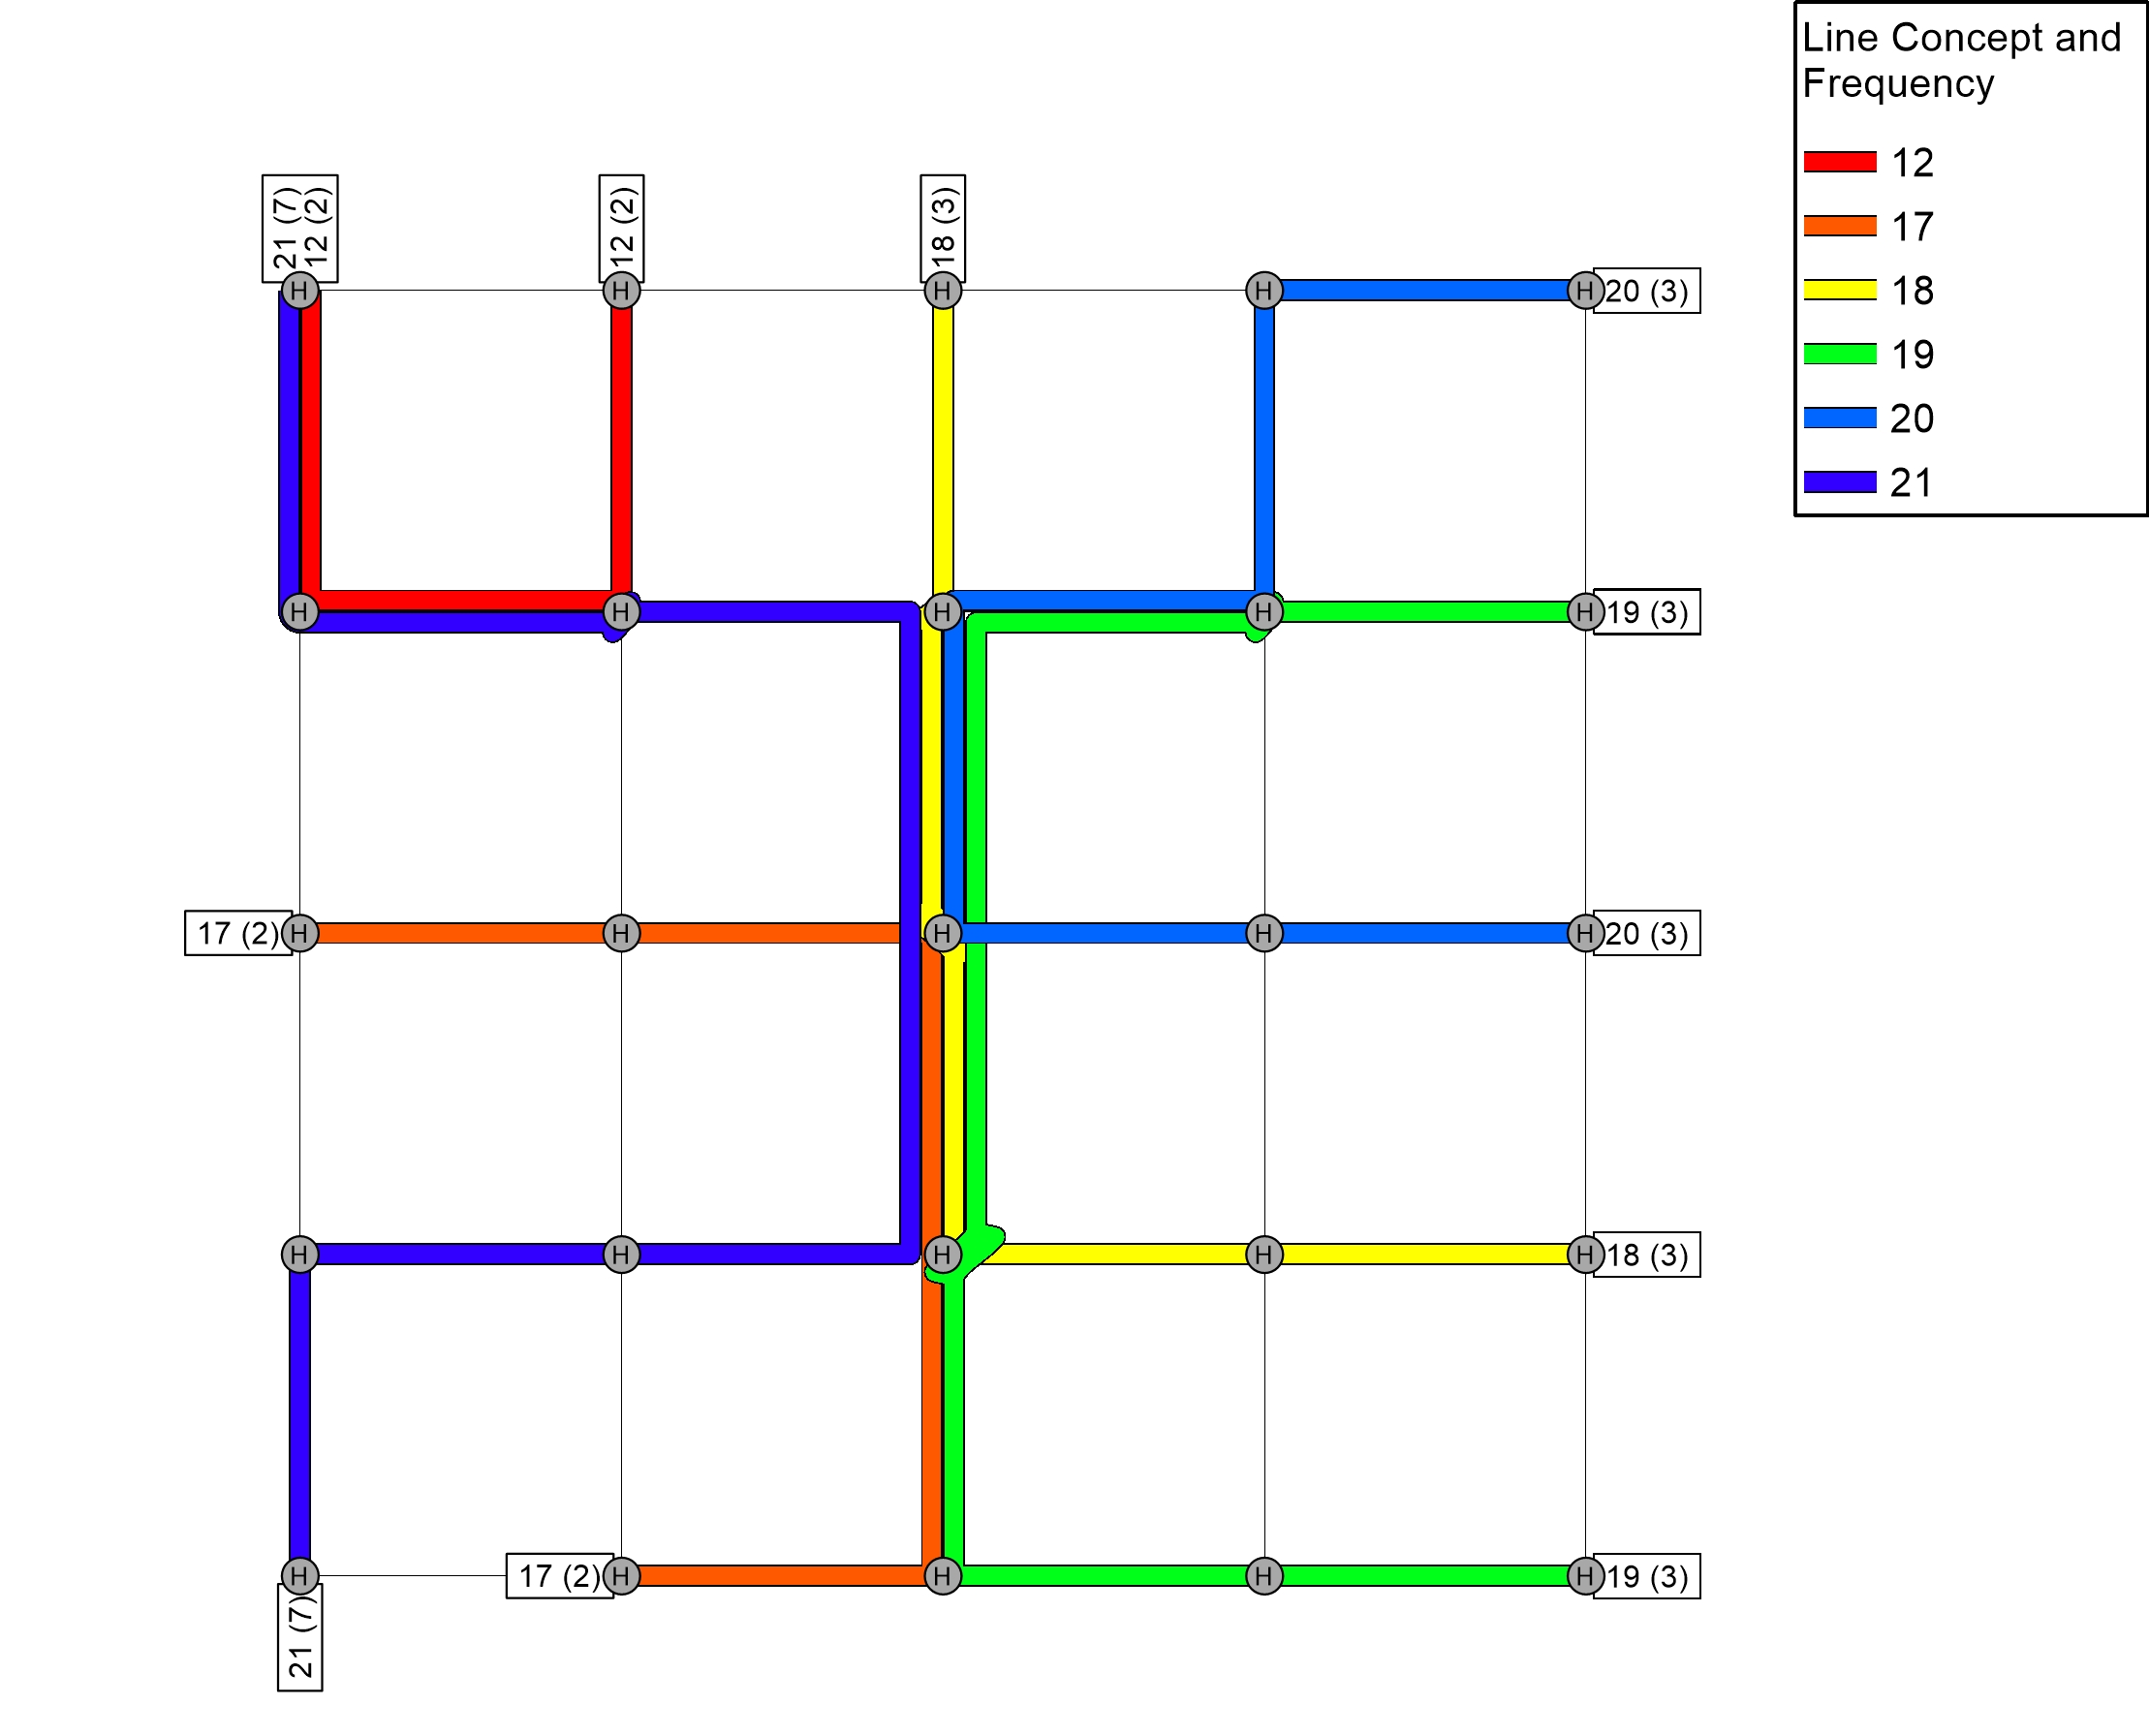 Line Concept and
Frequency
12
17
18
19
20
21
21 (7)
12 (2)
12 (2)
18 (3)
H
H
H
H
H
20 (3)
H
H
H
H
H
19 (3)
17 (2)
H
H
H
H
H
20 (3)
H
H
H
H
H
18 (3)
H
17 (2)
H
H
H
H
19 (3)
21 (7)